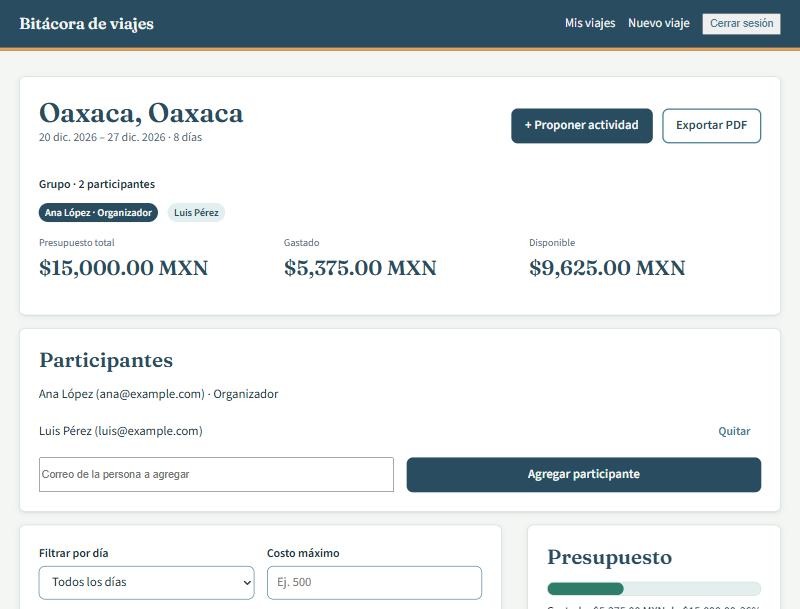 Bitácora de viajes
Mis viajes Nuevo viaje Cerrar sesión
Oaxaca, Oaxaca
20 dic. 2026 – 27 dic. 2026 · 8 días
+ Proponer actividad Exportar PDF
Grupo · 2 participantes
Ana López · Organizador Luis Pérez
Presupuesto total Gastado Disponible
$15,000.00 MXN $5,375.00 MXN $9,625.00 MXN
Participantes
Ana López (ana@example.com) · Organizador
Luis Pérez (luis@example.com) Quitar
Correo de la persona a agregar Agregar participante
Filtrar por día Costo máximo
Todos los días Ej. 500
Presupuesto